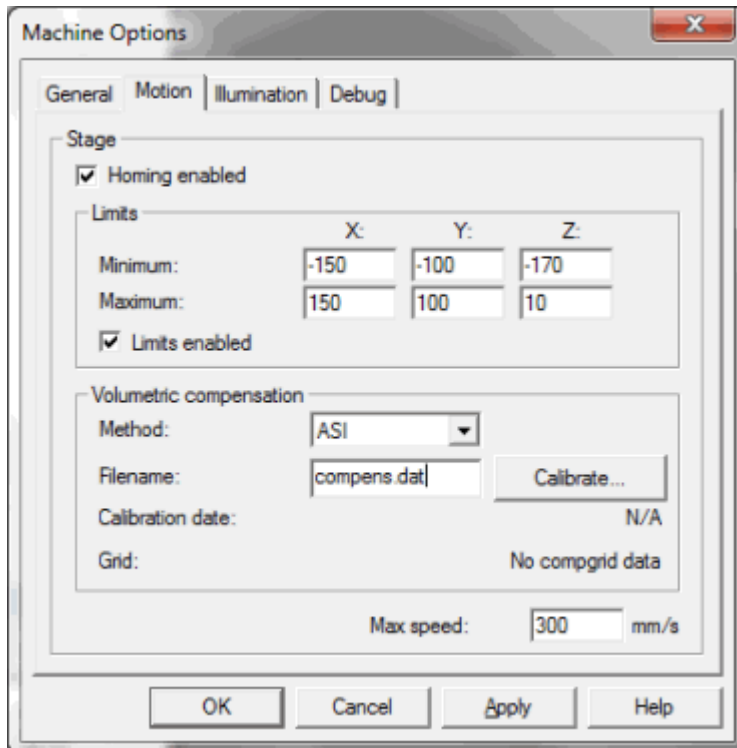 Machine Options
General Motion Illumination Debug
Stage
Homing enabled
Limits
X: Y: Z:
Minimum: -150 -100 -170
Maximum: 150 100 10
Limits enabled
Volumetric compensation
Method: ASI
Filename: compens.dat Calibrate...
Calibration date: N/A
Grid: No compgrid data
Max speed: 300 mm/s
OK Cancel Apply Help